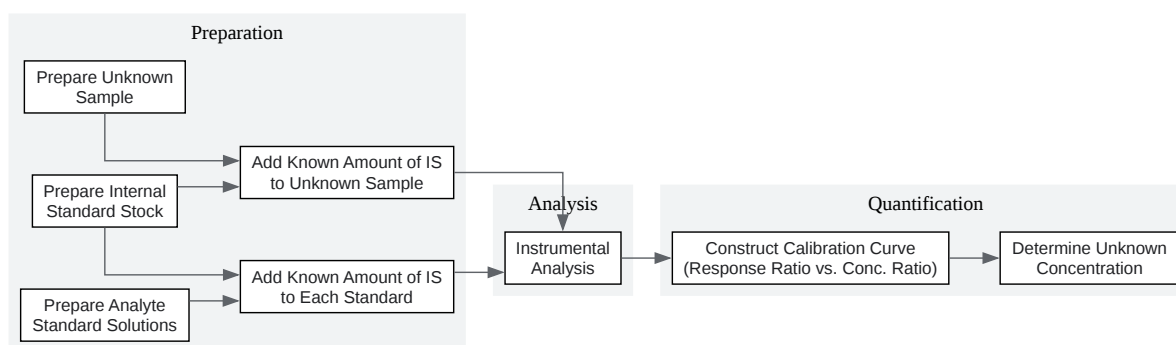 Preparation
Prepare Unknown
Sample
Add Known Amount of IS
to Unknown Sample
Prepare Internal
Standard Stock
Add Known Amount of IS
to Each Standard
Prepare Analyte
Standard Solutions
Analysis
Instrumental
Analysis
Quantification
Construct Calibration Curve
(Response Ratio vs. Conc. Ratio)
Determine Unknown
Concentration